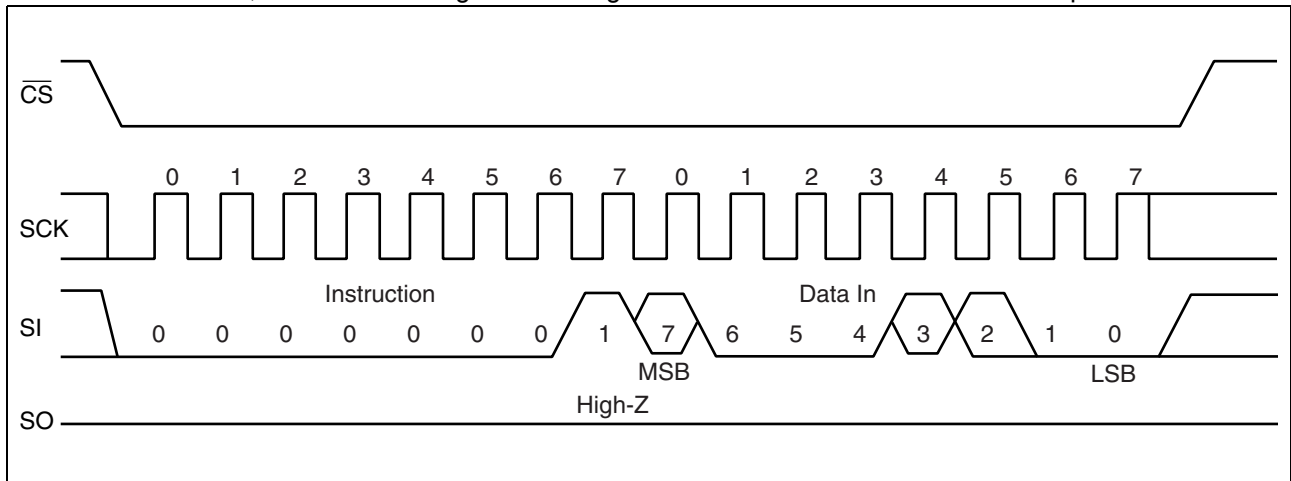 CS
0 1 2 3 4 5 6 7 0 1 2 3 4 5 6 7
SCK
Instruction Data In
SI 0 0 0 0 0 0 0 1 7 6 5 4 3 2 1 0
MSB LSB
High-Z
SO